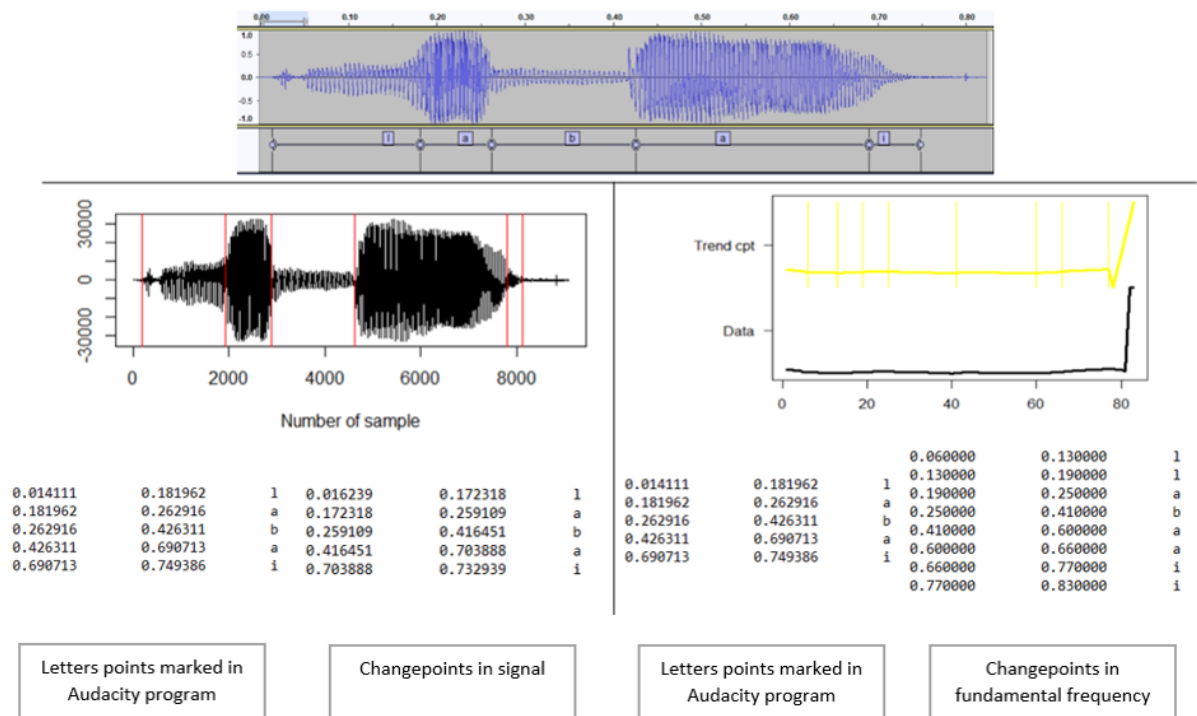 0.00 0.10 0.20 0.30 0.40 0.50 0.60 0.70 0.80
1.0
0.5
0.0
-0.5
-1.0
l a b a i
30000
0
-30000
0 2000 4000 6000 8000
Number of sample
Trend cpt
Data
0 20 40 60 80
0.014111 0.181962 l
0.181962 0.262916 a
0.262916 0.426311 b
0.426311 0.690713 a
0.690713 0.749386 i
0.016239 0.172318 l
0.172318 0.259109 a
0.259109 0.416451 b
0.416451 0.703888 a
0.703888 0.732939 i
0.014111 0.181962 l
0.181962 0.262916 a
0.262916 0.426311 b
0.426311 0.690713 a
0.690713 0.749386 i
0.060000 0.130000 l
0.130000 0.190000 l
0.190000 0.250000 a
0.250000 0.410000 b
0.410000 0.600000 a
0.600000 0.660000 a
0.660000 0.770000 i
0.770000 0.830000 i
Letters points marked in
Audacity program
Changepoints in signal
Letters points marked in
Audacity program
Changepoints in
fundamental frequency